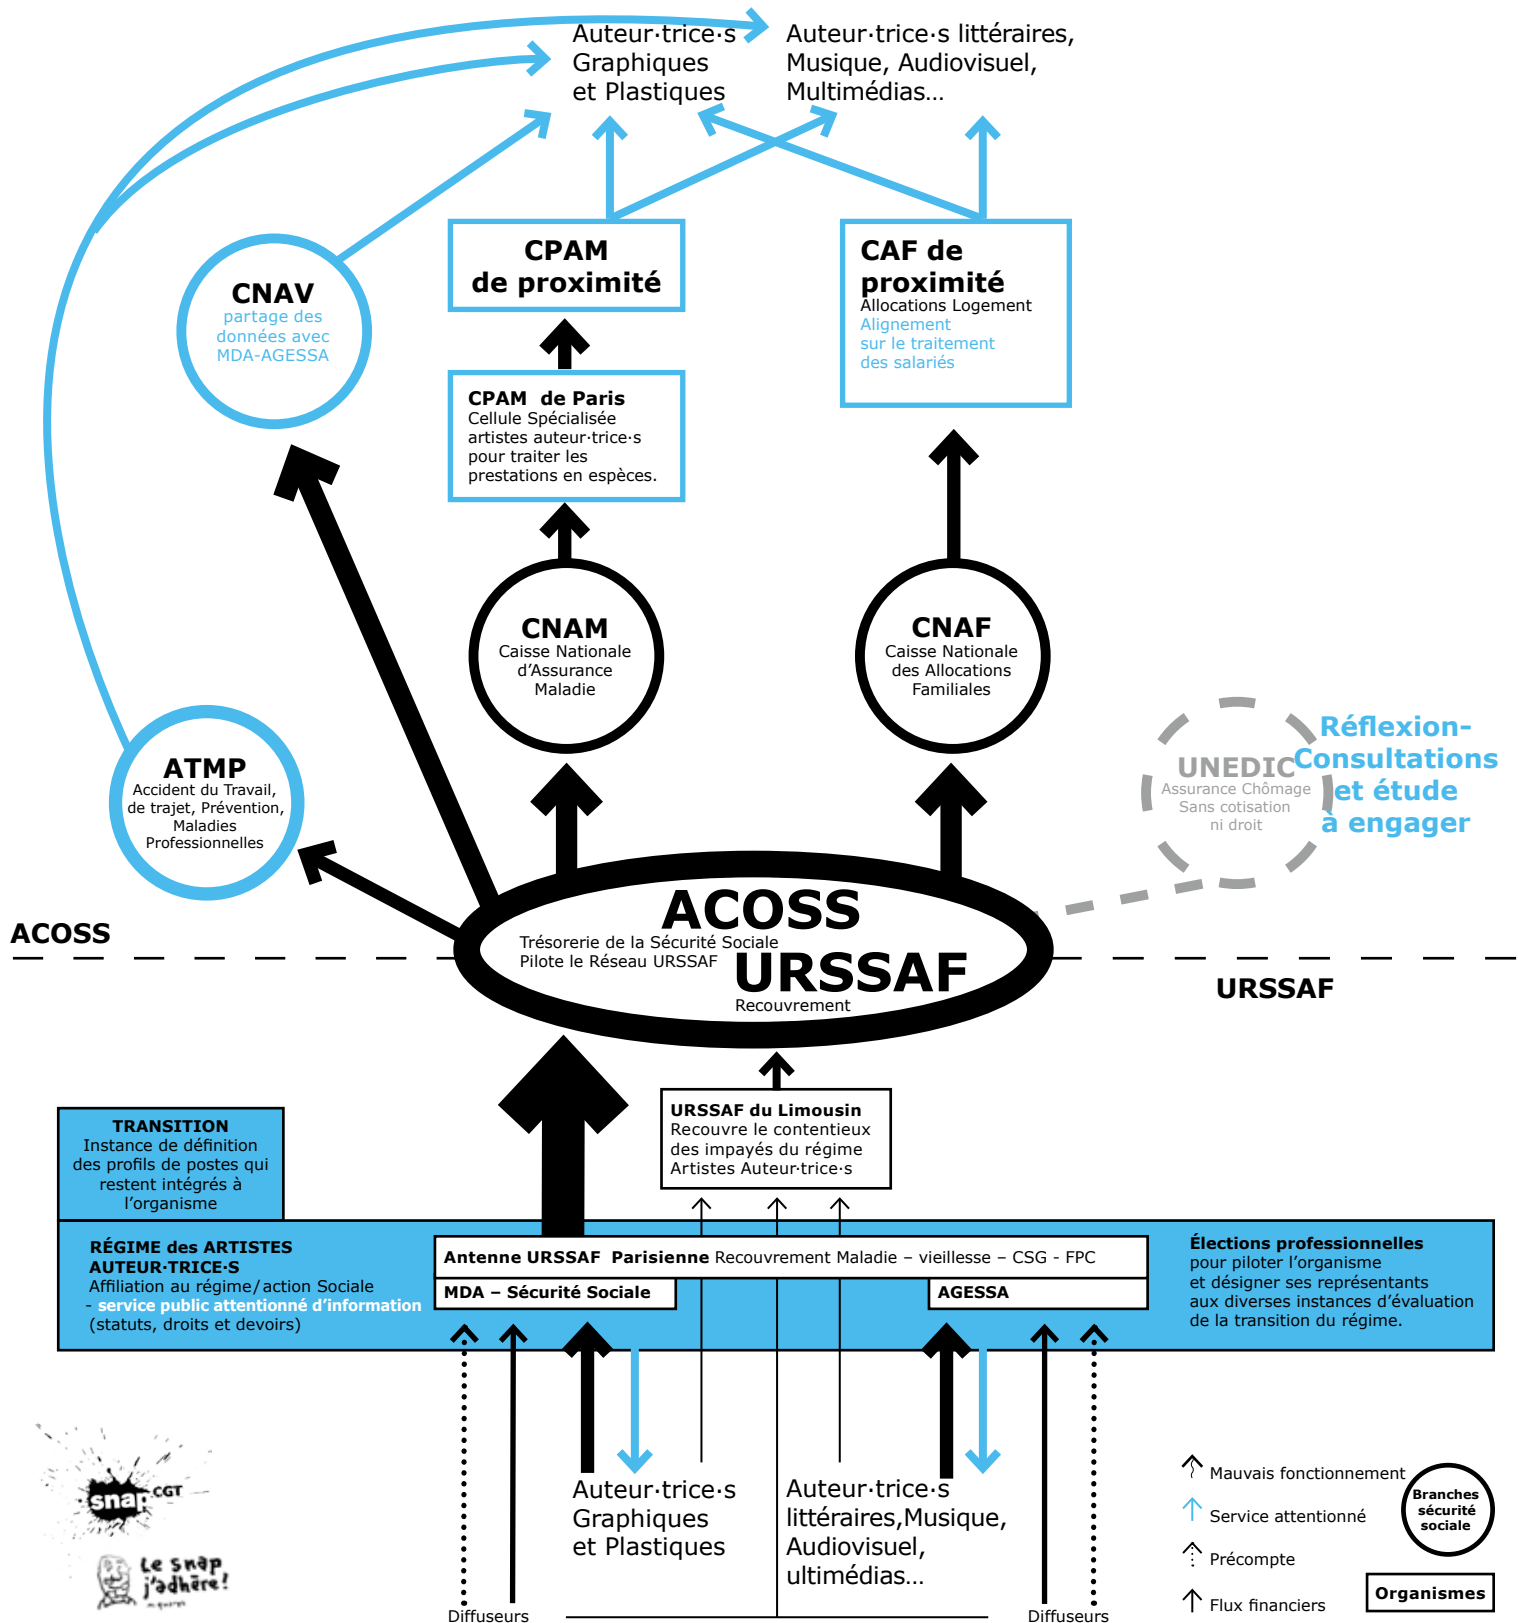 Auteur·trice·s
Graphiques
et Plastiques
Auteur·trice·s littéraires,
Musique, Audiovisuel,
Multimédias...
CNAV
partage des
données avec
MDA-AGESSA
CPAM
de proximité
CAF de
proximité
Allocations Logement
Alignement
sur le traitement
des salariés
CPAM de Paris
Cellule Spécialisée
artistes auteur·trice·s
pour traiter les
prestations en espèces.
CNAM
Caisse Nationale
d'Assurance
Maladie
CNAF
Caisse Nationale
des Allocations
Familiales
ATMP
Accident du Travail,
de trajet, Prévention,
Maladies
Professionnelles
UNEDIC
Assurance Chômage
Sans cotisation
ni droit
Réflexion-
Consultations
et étude
à engager
ACOSS
Trésorerie de la Sécurité Sociale
Pilote le Réseau URSSAF
URSSAF
Recouvrement
ACOSS
URSSAF
URSSAF du Limousin
Recouvre le contentieux
des impayés du régime
Artistes Auteur·trice·s
TRANSITION
Instance de définition
des profils de postes qui
restent intégrés à
l'organisme
RÉGIME des ARTISTES
AUTEUR·TRICE·S
Affiliation au régime/action Sociale
- service public attentionné d'information
(statuts, droits et devoirs)
Antenne URSSAF Parisienne Recouvrement Maladie – vieillesse – CSG - FPC
MDA – Sécurité Sociale
AGESSA
Élections professionnelles
pour piloter l'organisme
et désigner ses représentants
aux diverses instances d'évaluation
de la transition du régime.
snap CGT
Le snap
j'adhère!
Auteur·trice·s
Graphiques
et Plastiques
Auteur·trice·s
littéraires,Musique,
Audiovisuel,
ultimédias...
Diffuseurs
Diffuseurs
Mauvais fonctionnement
Service attentionné
Précompte
Flux financiers
Branches
sécurité
sociale
Organismes